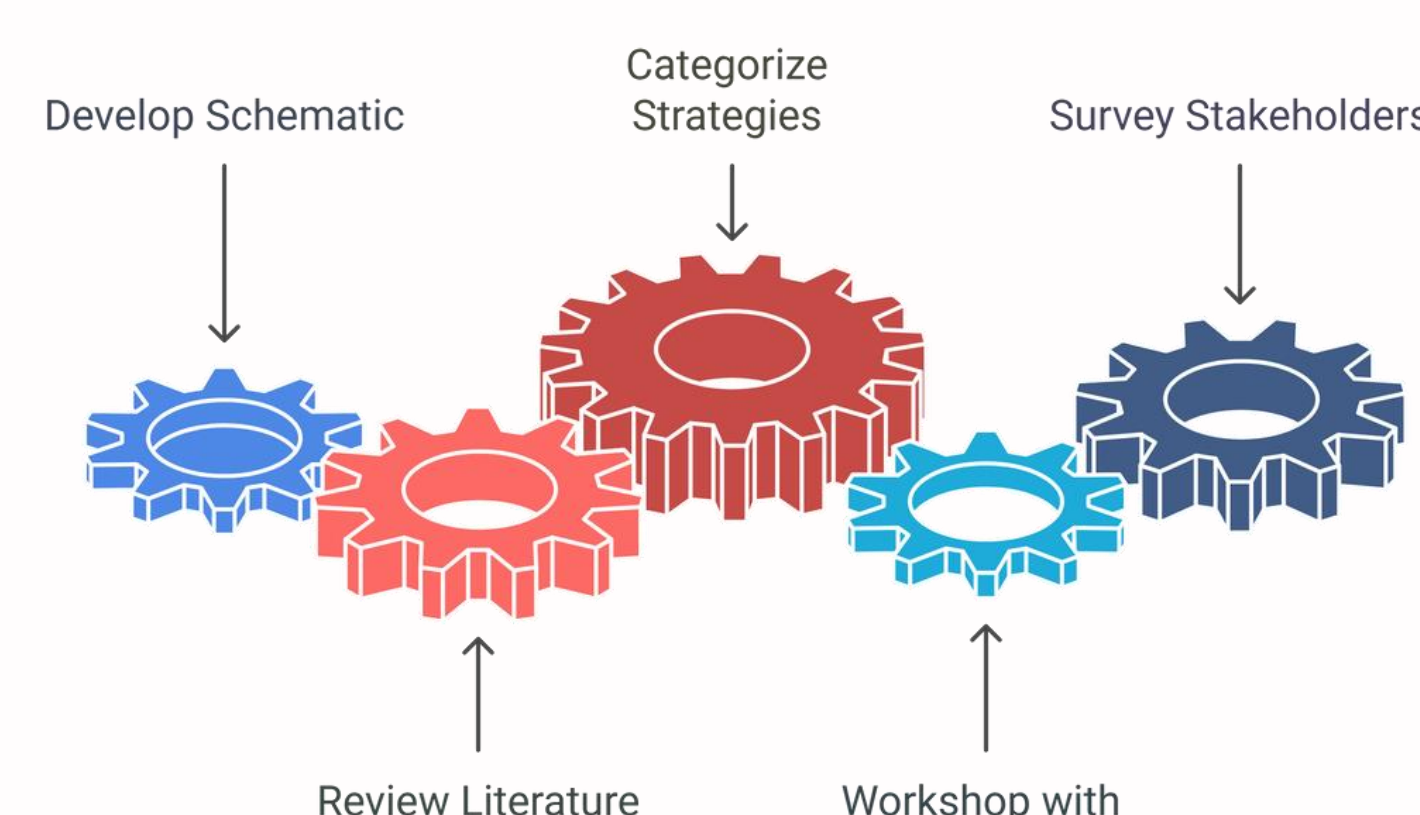 Develop Schematic
Categorize
Strategies
Survey Stakeholders
Review Literature
Workshop with